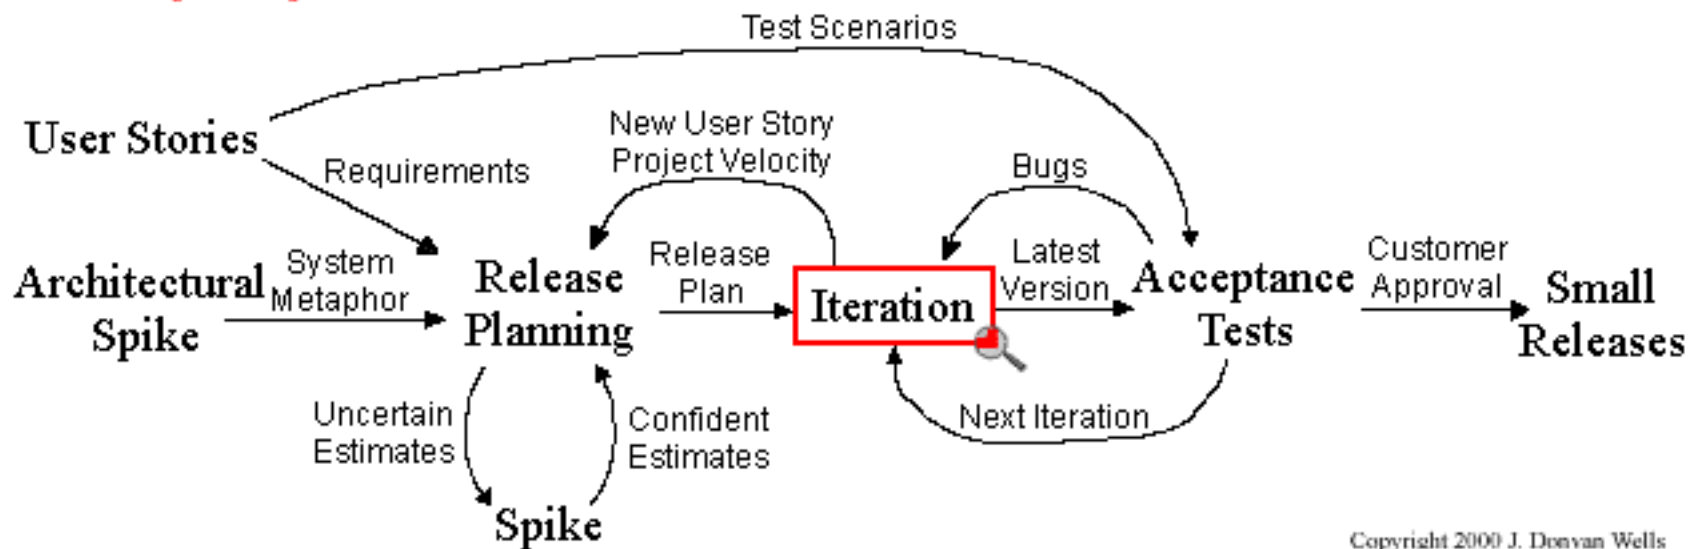 Test Scenarios
User Stories
New User Story
Project Velocity
Requirements
Bugs
Architectural
Spike
System
Metaphor
Release
Planning
Release
Plan
Iteration
Latest
Version
Acceptance
Tests
Customer
Approval
Small
Releases
Uncertain
Estimates
Confident
Estimates
Next Iteration
Spike
Copyright 2000 J. Donvan Wells